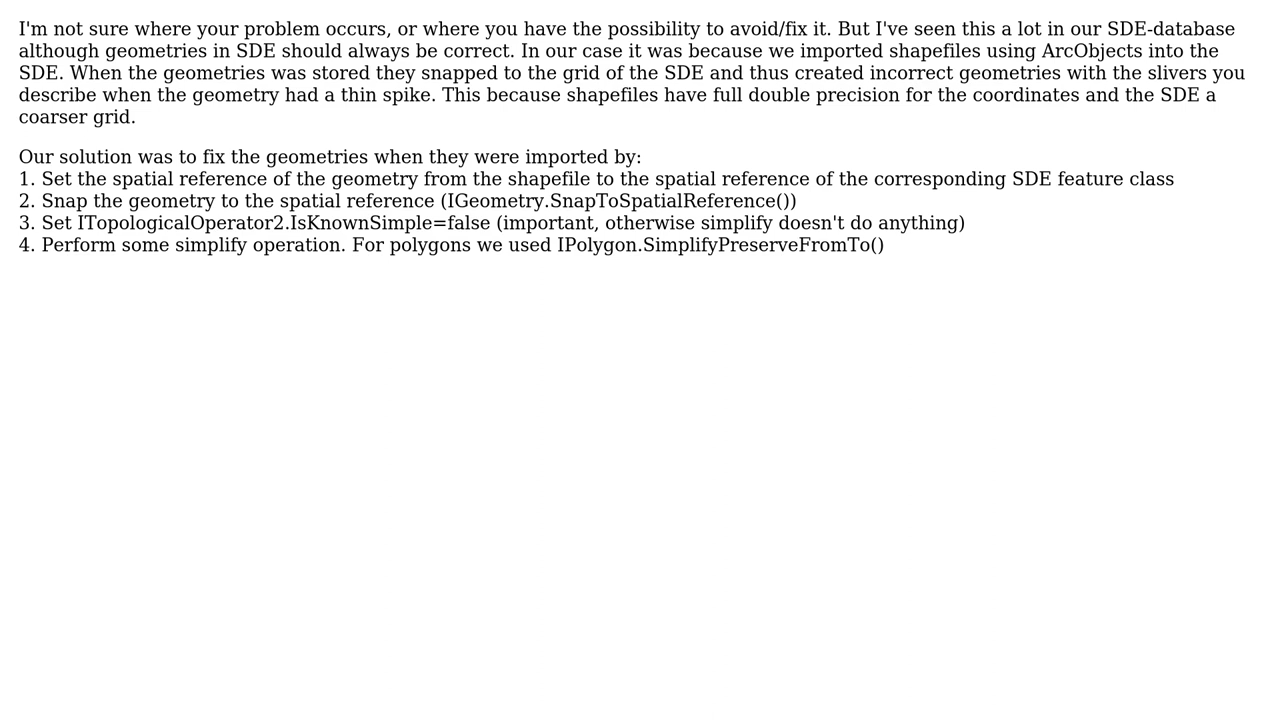 I'm not sure where your problem occurs, or where you have the possibility to avoid/fix it. But I've seen this a lot in our SDE-database
although geometries in SDE should always be correct. In our case it was because we imported shapefiles using ArcObjects into the
SDE. When the geometries was stored they snapped to the grid of the SDE and thus created incorrect geometries with the slivers you
describe when the geometry had a thin spike. This because shapefiles have full double precision for the coordinates and the SDE a
coarser grid.
Our solution was to fix the geometries when they were imported by:
1. Set the spatial reference of the geometry from the shapefile to the spatial reference of the corresponding SDE feature class
2. Snap the geometry to the spatial reference (IGeometry.SnapToSpatialReference())
3. Set ITopologicalOperator2.IsKnownSimple=false (important, otherwise simplify doesn't do anything)
4. Perform some simplify operation. For polygons we used IPolygon.SimplifyPreserveFromTo()